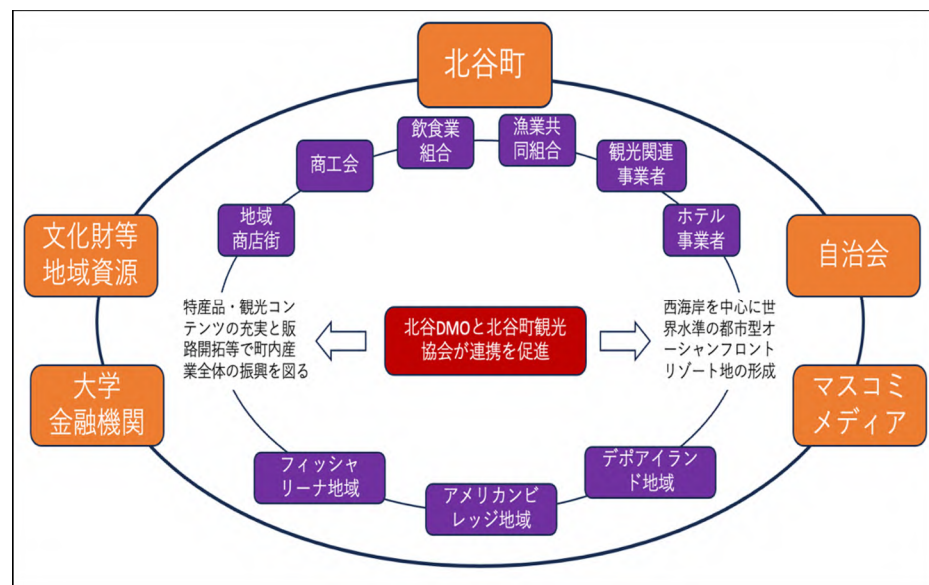 北谷町
飲食業
組合
漁業共
同組合
商工会
観光関連
事業者
地域
商店街
ホテル
事業者
文化財等
地域資源
自治会
特産品・観光コン
テンツの充実と販
路開拓等で町内産
業全体の振興を図る
北谷DMOと北谷町観光
協会が連携を促進
西海岸を中心に世
界水準の都市型オ
ーシャンフロント
リゾート地の形成
大学
金融機関
マスコミ
メディア
フィッシャ
リーナ地域
アメリカンビ
レッジ地域
デポアイラン
ド地域